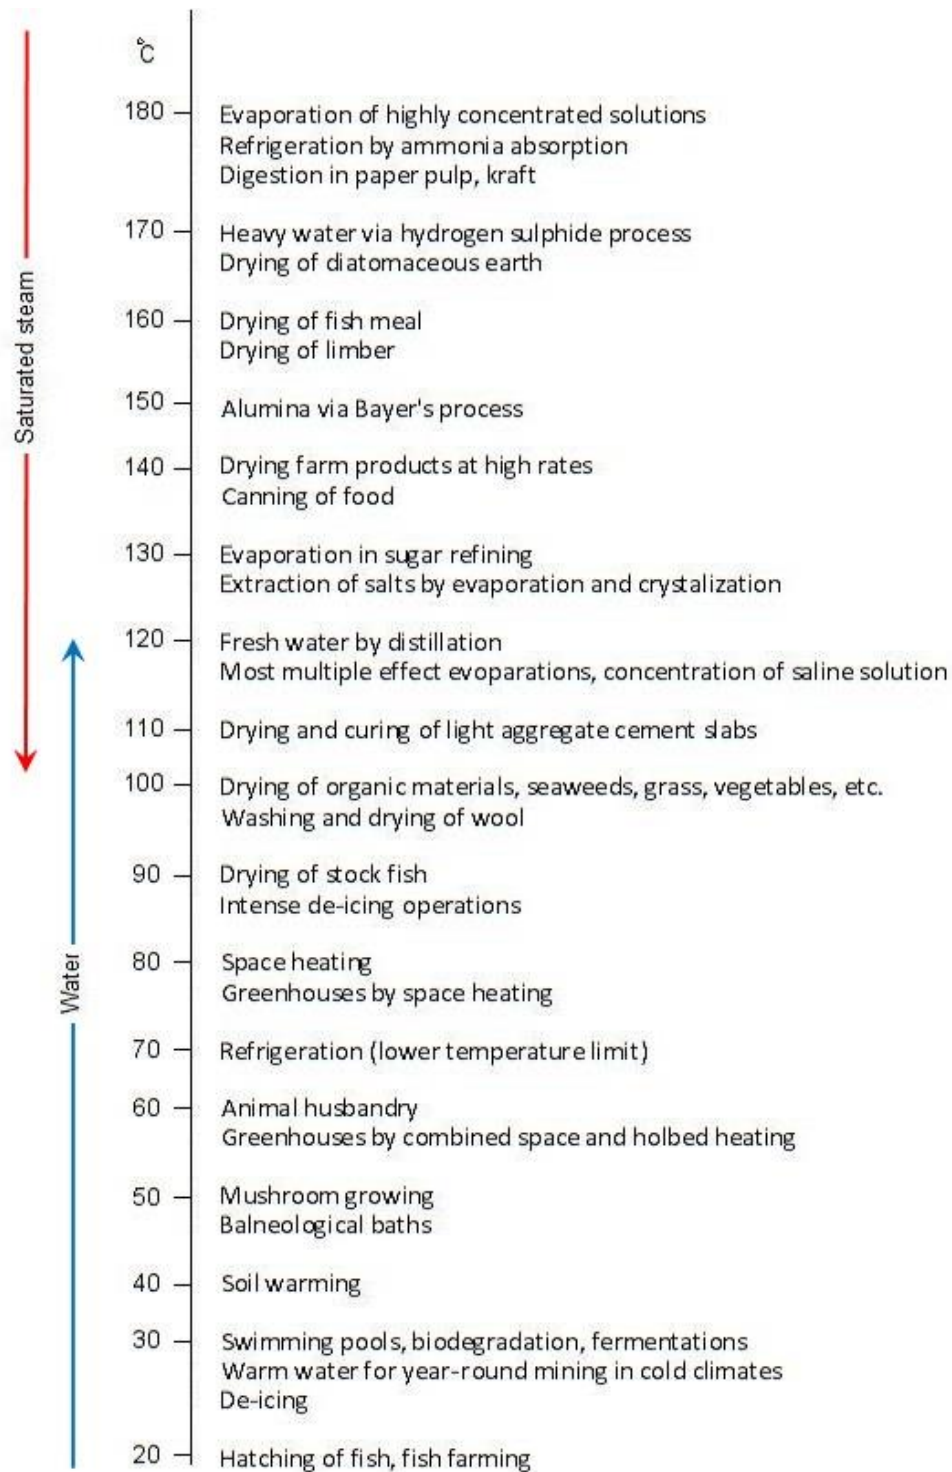 °C
180 Evaporation of highly concentrated solutions
Refrigeration by ammonia absorption
Digestion in paper pulp, kraft
170 Heavy water via hydrogen sulphide process
Drying of diatomaceous earth
160 Drying of fish meal
Drying of limber
150 Alumina via Bayer's process
140 Drying farm products at high rates
Canning of food
130 Evaporation in sugar refining
Extraction of salts by evaporation and crystalization
120 Fresh water by distillation
Most multiple effect evoparations, concentration of saline solution
110 Drying and curing of light aggregate cement slabs
100 Drying of organic materials, seaweeds, grass, vegetables, etc.
Washing and drying of wool
90 Drying of stock fish
Intense de-icing operations
80 Space heating
Greenhouses by space heating
70 Refrigeration (lower temperature limit)
60 Animal husbandry
Greenhouses by combined space and holbed heating
50 Mushroom growing
Balneological baths
40 Soil warming
30 Swimming pools, biodegradation, fermentations
Warm water for year-round mining in cold climates
De-icing
20 Hatching of fish, fish farming
Saturated steam
Water